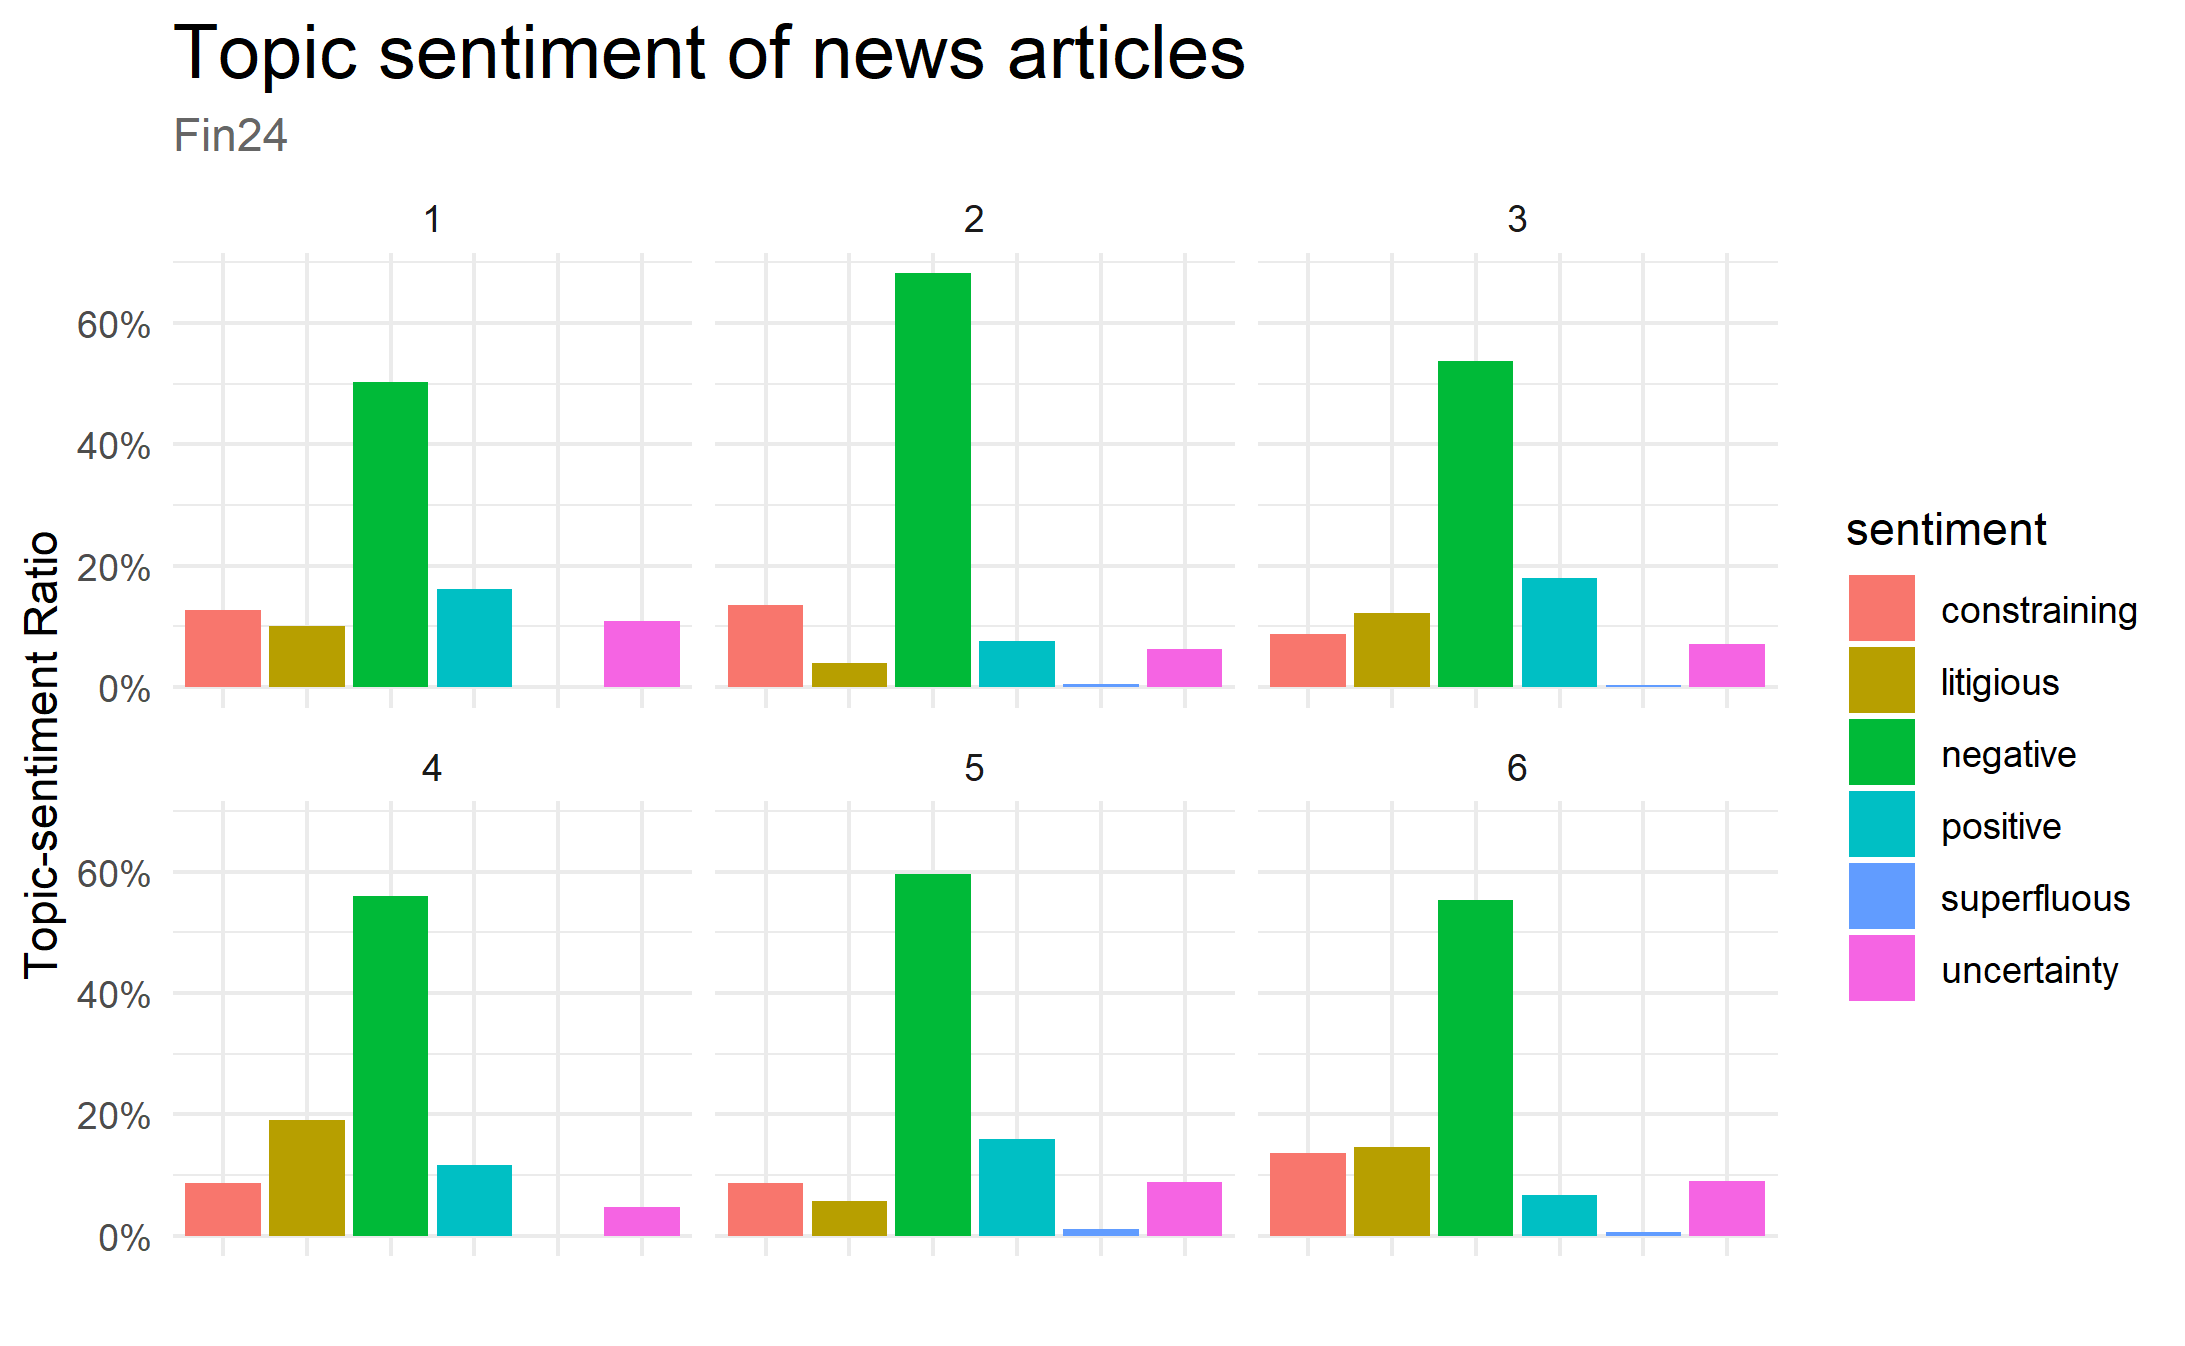 Topic sentiment of news articles
Fin24
1 2 3
60%
40%
20%
0%
4 5 6
60%
40%
20%
0%
Topic-sentiment Ratio
sentiment
constraining
litigious
negative
positive
superfluous
uncertainty